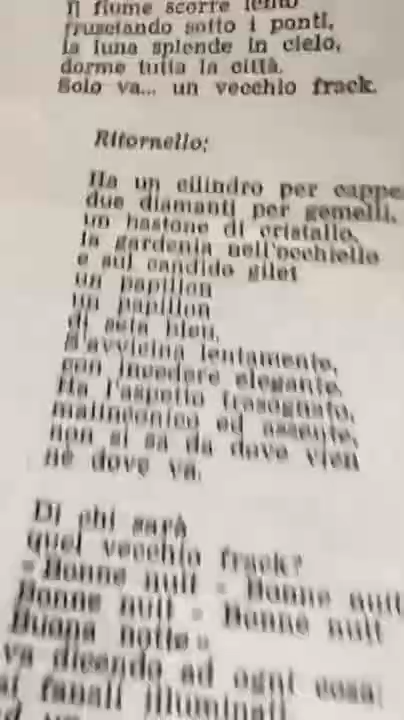 Il fiume scorre lento
frusciando sotto i ponti,
la luna splende in cielo,
dorme tutta la città.
Solo va... un vecchio frack.
Ritornello:
Ha un cilindro per cappe
due diamanti per gemelli,
un bastone di cristallo,
la gardenia nell'occhiello
e sul candido gilet
un papillon
un papillon
di seta bleu.
S'avvicina lentamente,
con incedere elegante.
Ha l'aspetto trasognato,
malinconico ed assente,
non si sa da dove vien
nè dove va.
Di chi sarà
quel vecchio frack?
« Bonne nuit - Bonne nuit
Bonne nuit - Bonne nuit
Buona notte »
va dicendo ad ogni cosa:
ai fanali illuminati
ad un